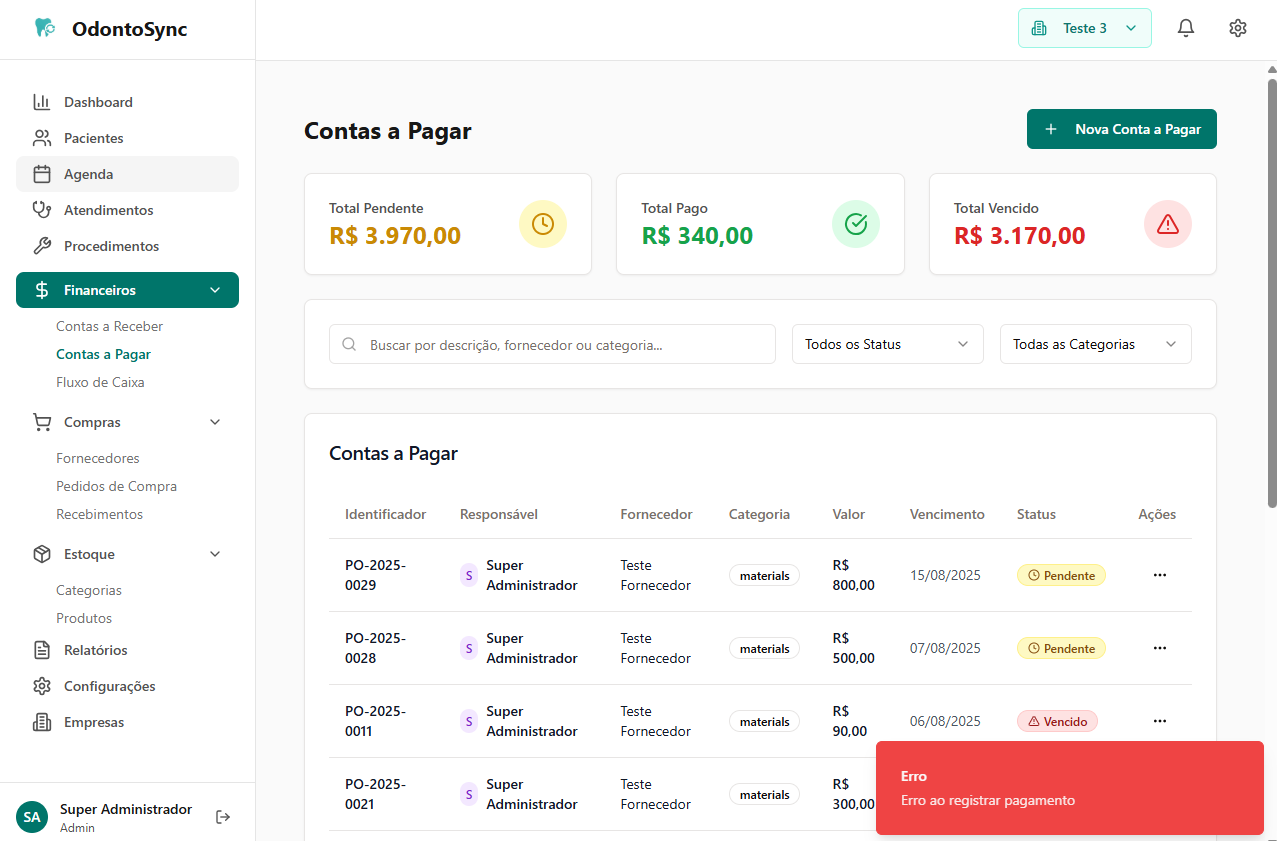 OdontoSync
Teste 3
Dashboard
Pacientes
Agenda
Atendimentos
Procedimentos
Financeiros
Contas a Receber
Contas a Pagar
Fluxo de Caixa
Compras
Fornecedores
Pedidos de Compra
Recebimentos
Estoque
Categorias
Produtos
Relatórios
Configurações
Empresas
SA
Super Administrador
Admin
Contas a Pagar
Nova Conta a Pagar
Total Pendente
R$ 3.970,00
Total Pago
R$ 340,00
Total Vencido
R$ 3.170,00
Buscar por descrição, fornecedor ou categoria...
Todos os Status
Todas as Categorias
Contas a Pagar
Identificador Responsável Fornecedor Categoria Valor Vencimento Status Ações
PO-2025-0029 S Super Administrador Teste Fornecedor materials R$ 800,00 15/08/2025 Pendente
PO-2025-0028 S Super Administrador Teste Fornecedor materials R$ 500,00 07/08/2025 Pendente
PO-2025-0011 S Super Administrador Teste Fornecedor materials R$ 90,00 06/08/2025 Vencido
PO-2025-0021 S Super Administrador Teste Fornecedor materials R$ 300,00
Erro
Erro ao registrar pagamento